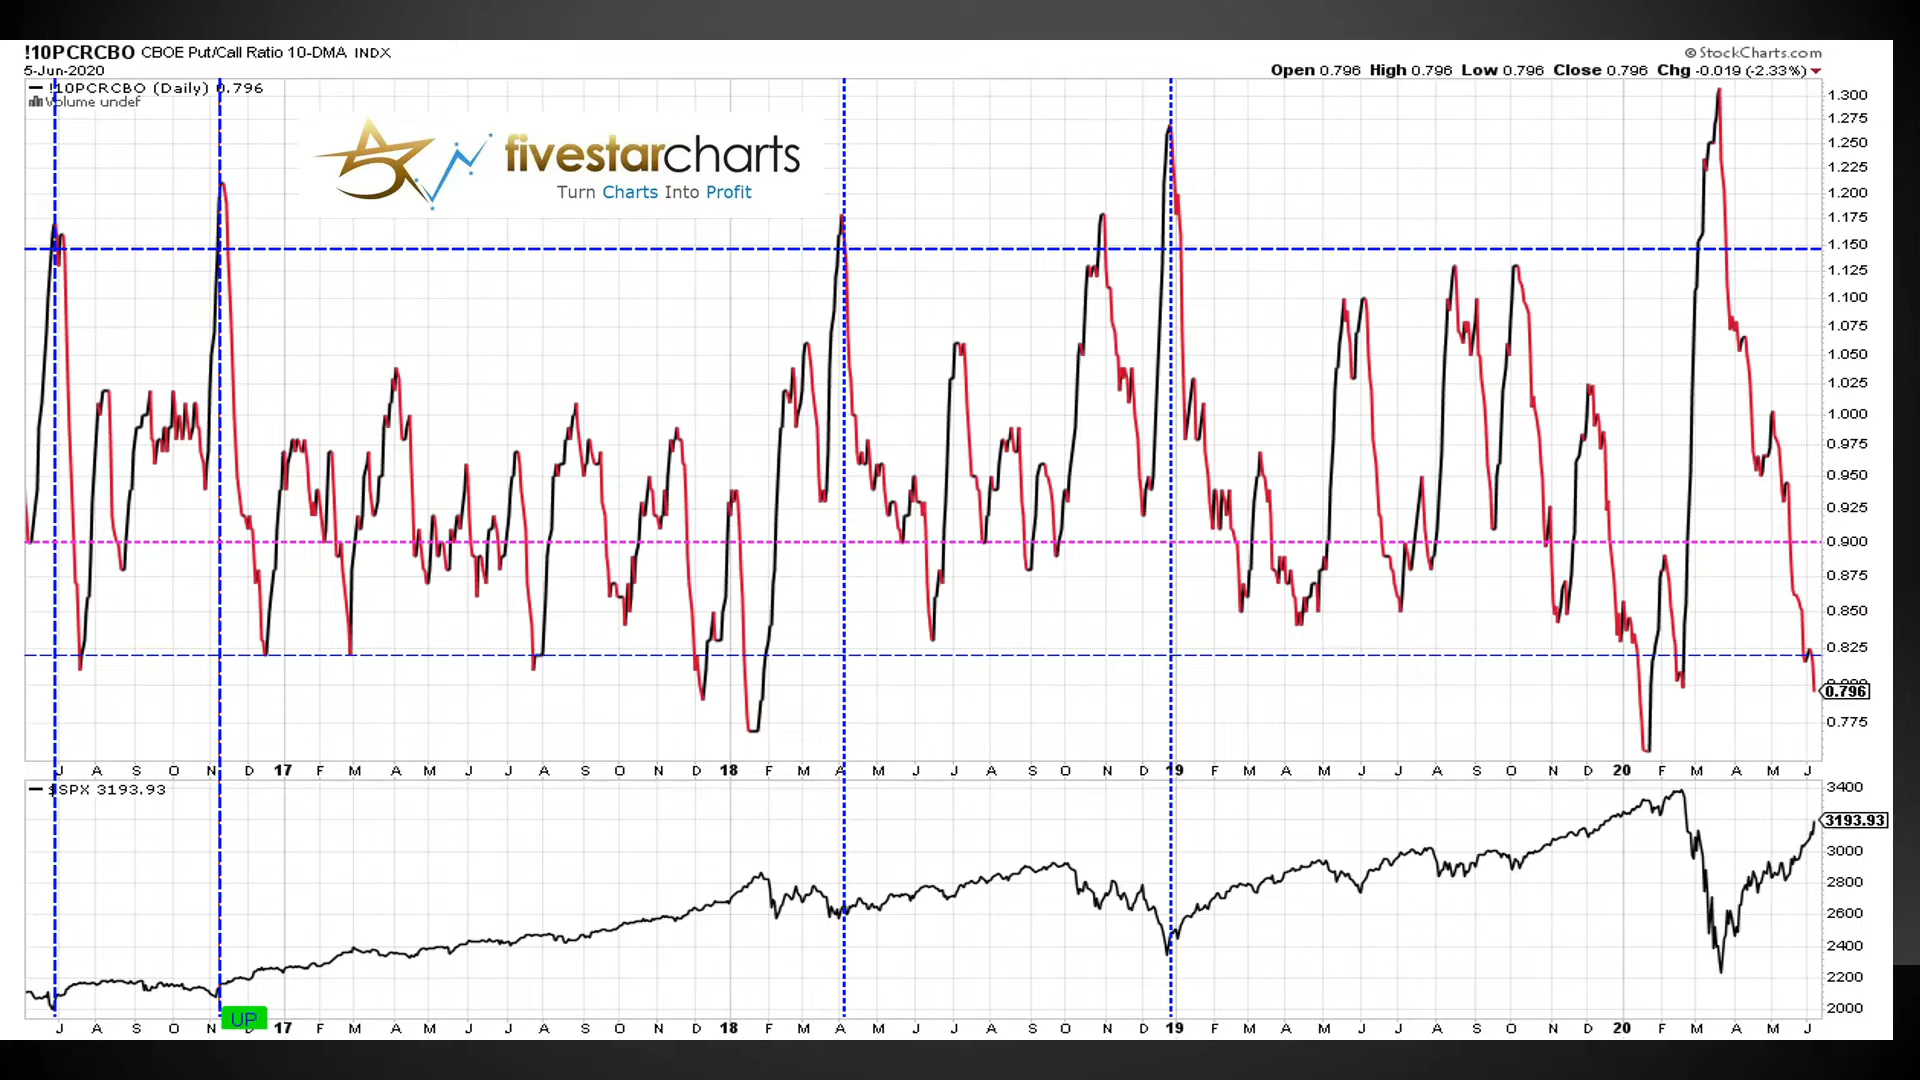 !10PCRCBO CBOE Put/Call Ratio 10-DMA INDX
© StockCharts.com
5-Jun-2020
Open 0.796 High 0.796 Low 0.796 Close 0.796 Chg -0.019 (-2.33%)
!10PCRCBO (Daily) 0.796
Volume undef
fivestarcharts
Turn Charts Into Profit
1.300
1.275
1.250
1.225
1.200
1.175
1.150
1.125
1.100
1.075
1.050
1.025
1.000
0.975
0.950
0.925
0.900
0.875
0.850
0.825
0.800
0.796
0.775
J A S O N D 17 F M A M J J A S O N D 18 F M A M J J A S O N D 19 F M A M J J A S O N D 20 F M A M J
$SPX 3193.93
3400
3193.93
3000
2800
2600
2400
2200
2000
UP
J A S O N D 17 F M A M J J A S O N D 18 F M A M J J A S O N D 19 F M A M J J A S O N D 20 F M A M J